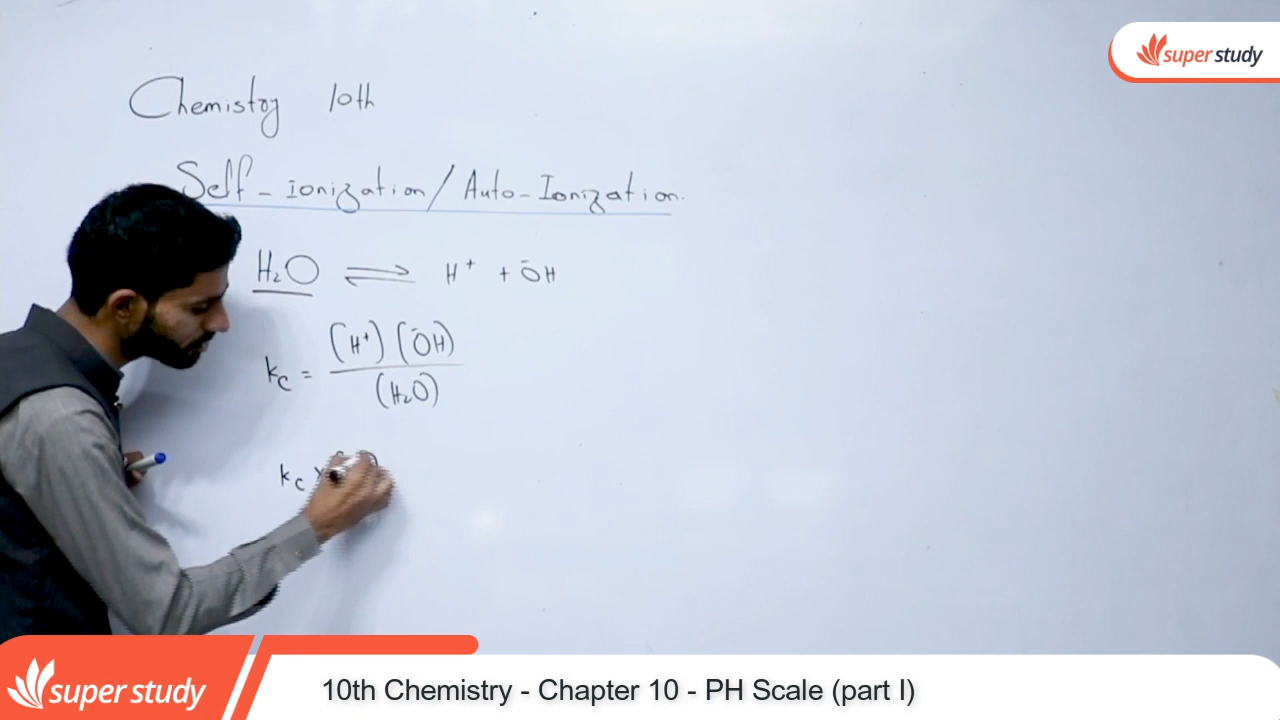 super study
Chemistry 10th
Self-ionization/Auto-Ionization.
H₂O ⇌ H⁺ + ŌH
kc = (H⁺) (ŌH)
(H₂O)
kc ×
super study
10th Chemistry - Chapter 10 - PH Scale (part I)